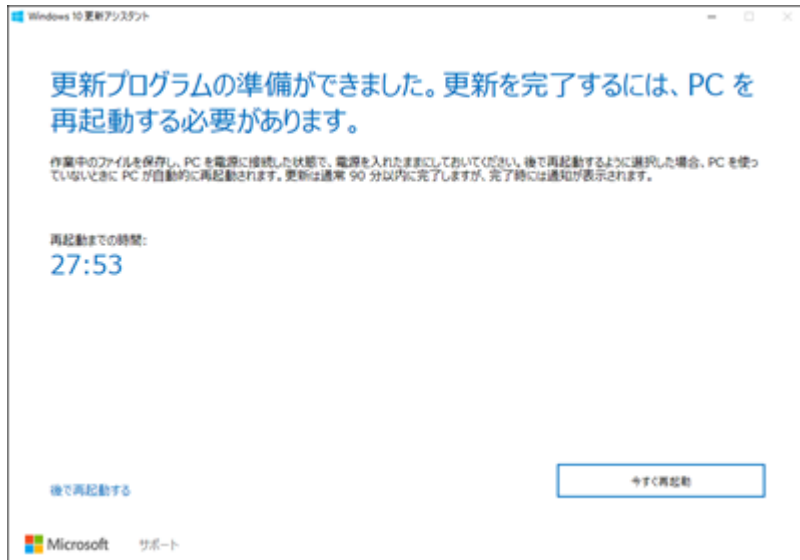 Windows 10 更新アシスタント
更新プログラムの準備ができました。更新を完了するには、PC を
再起動する必要があります。
作業中のファイルを保存し、PC を電源に接続した状態で、電源を入れたままにしておいてください。後で再起動するように選択した場合、PC を使っ
ていないときに PC が自動的に再起動されます。更新は通常 90 分以内に完了しますが、完了時には通知が表示されます。
再起動までの時間:
27:53
今すぐ再起動
後で再起動する
Microsoft サポート